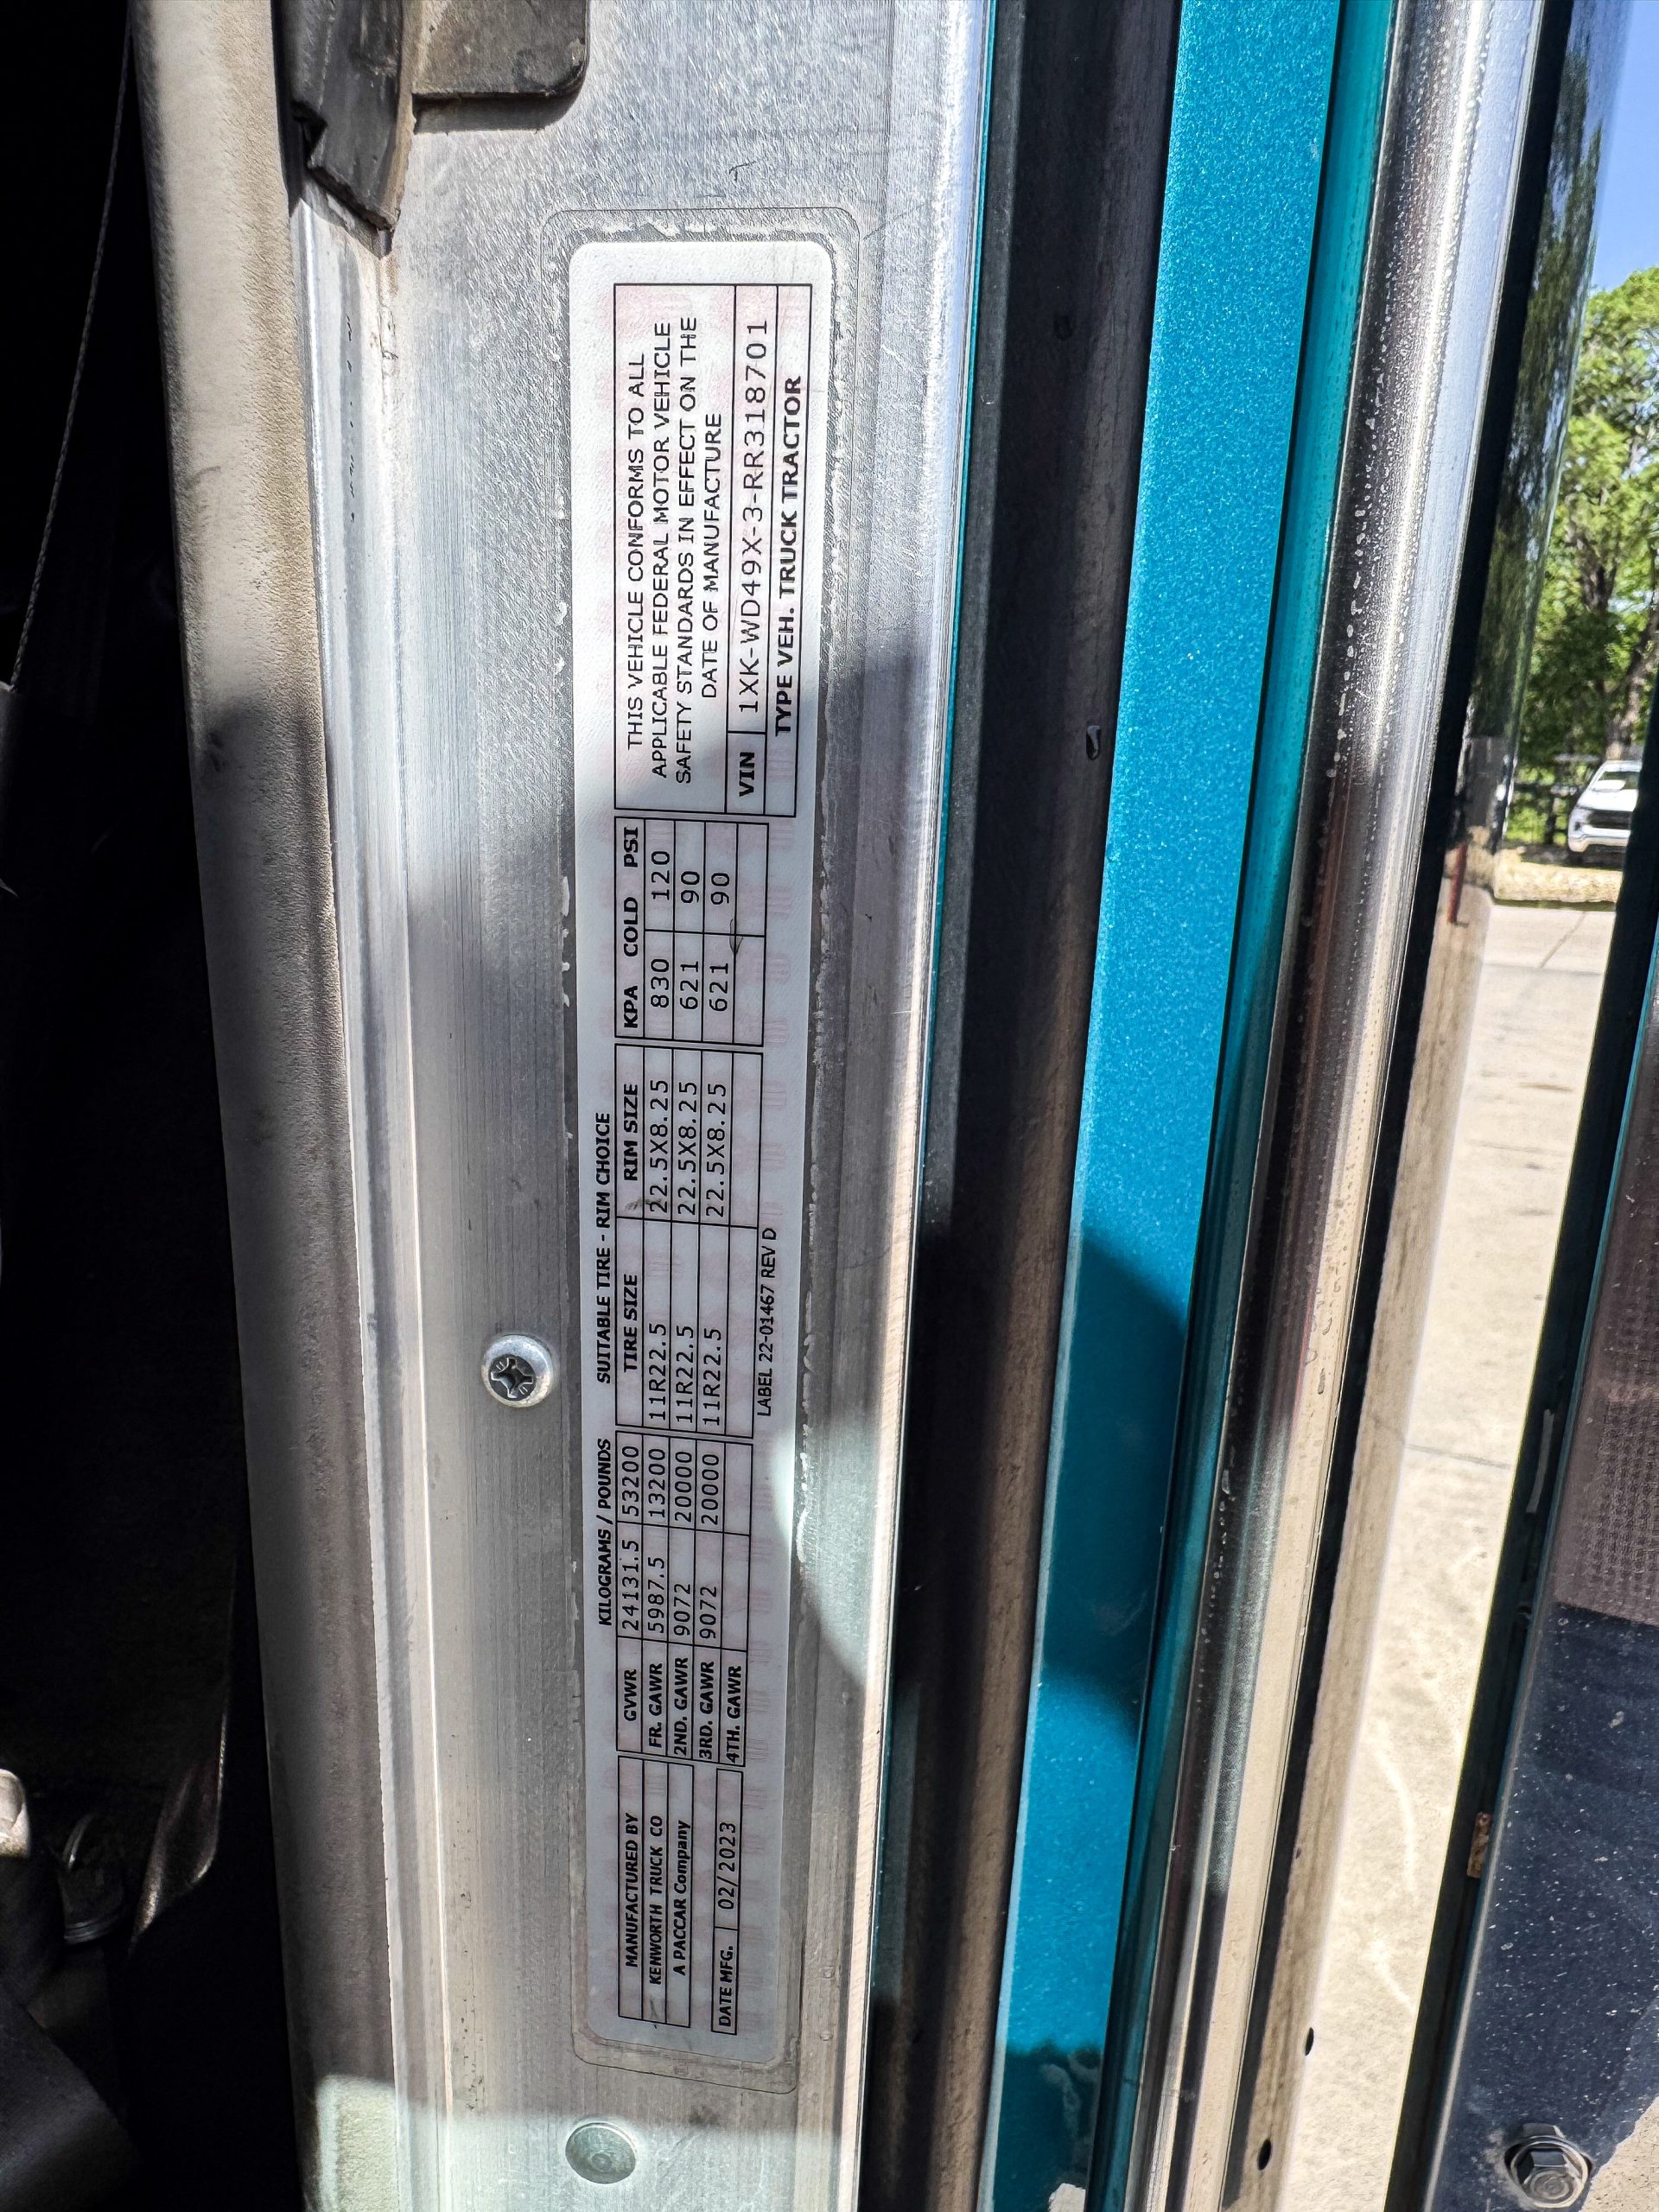 MANUFACTURED BY
KENWORTH TRUCK CO
A PACCAR Company
DATE MFG. 02/2023
KILOGRAMS / POUNDS
GVWR 24131.5 53200
FR. GAWR 5987.5 13200
2ND. GAWR 9072 20000
3RD. GAWR 9072 20000
4TH. GAWR
SUITABLE TIRE - RIM CHOICE
TIRE SIZE RIM SIZE
11R22.5 22.5X8.25
11R22.5 22.5X8.25
11R22.5 22.5X8.25
LABEL 22-01467 REV D
KPA COLD PSI
830 120
621 90
621 90
THIS VEHICLE CONFORMS TO ALL
APPLICABLE FEDERAL MOTOR VEHICLE
SAFETY STANDARDS IN EFFECT ON THE
DATE OF MANUFACTURE
VIN 1XK-WD49X-3-RR318701
TYPE VEH. TRUCK TRACTOR